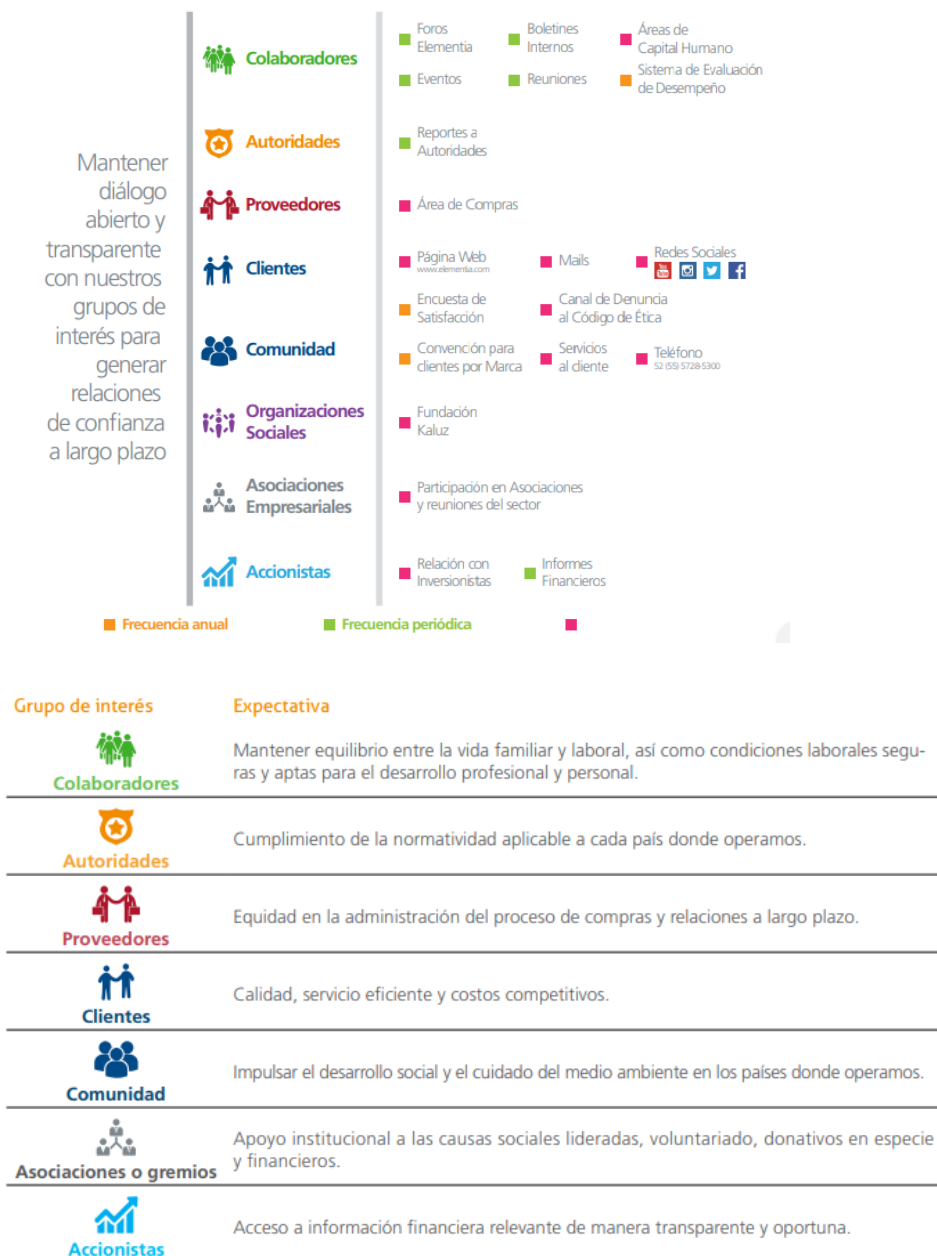 Mantener
diálogo
abierto y
transparente
con nuestros
grupos de
interés para
generar
relaciones
de confianza
a largo plazo
Colaboradores
Foros
Elementia
Boletines
Internos
Áreas de
Capital Humano
Eventos
Reuniones
Sistema de Evaluación
de Desempeño
Autoridades
Reportes a
Autoridades
Proveedores
Área de Compras
Clientes
Página Web
www.elementia.com
Mails
Redes Sociales
You
Tube
Encuesta de
Satisfacción
Canal de Denuncia
al Código de Ética
Comunidad
Convención para
clientes por Marca
Servicios
al cliente
Teléfono
52 (55) 5728-5300
Organizaciones
Sociales
Fundación
Kaluz
Asociaciones
Empresariales
Participación en Asociaciones
y reuniones del sector
Accionistas
Relación con
Inversionistas
Informes
Financieros
Frecuencia anual
Frecuencia periódica
Grupo de interés
Expectativa
Colaboradores
Mantener equilibrio entre la vida familiar y laboral, así como condiciones laborales segu-
ras y aptas para el desarrollo profesional y personal.
Autoridades
Cumplimiento de la normatividad aplicable a cada país donde operamos.
Proveedores
Equidad en la administración del proceso de compras y relaciones a largo plazo.
Clientes
Calidad, servicio eficiente y costos competitivos.
Comunidad
Impulsar el desarrollo social y el cuidado del medio ambiente en los países donde operamos.
Asociaciones o gremios
Apoyo institucional a las causas sociales lideradas, voluntariado, donativos en especie
y financieros.
Accionistas
Acceso a información financiera relevante de manera transparente y oportuna.